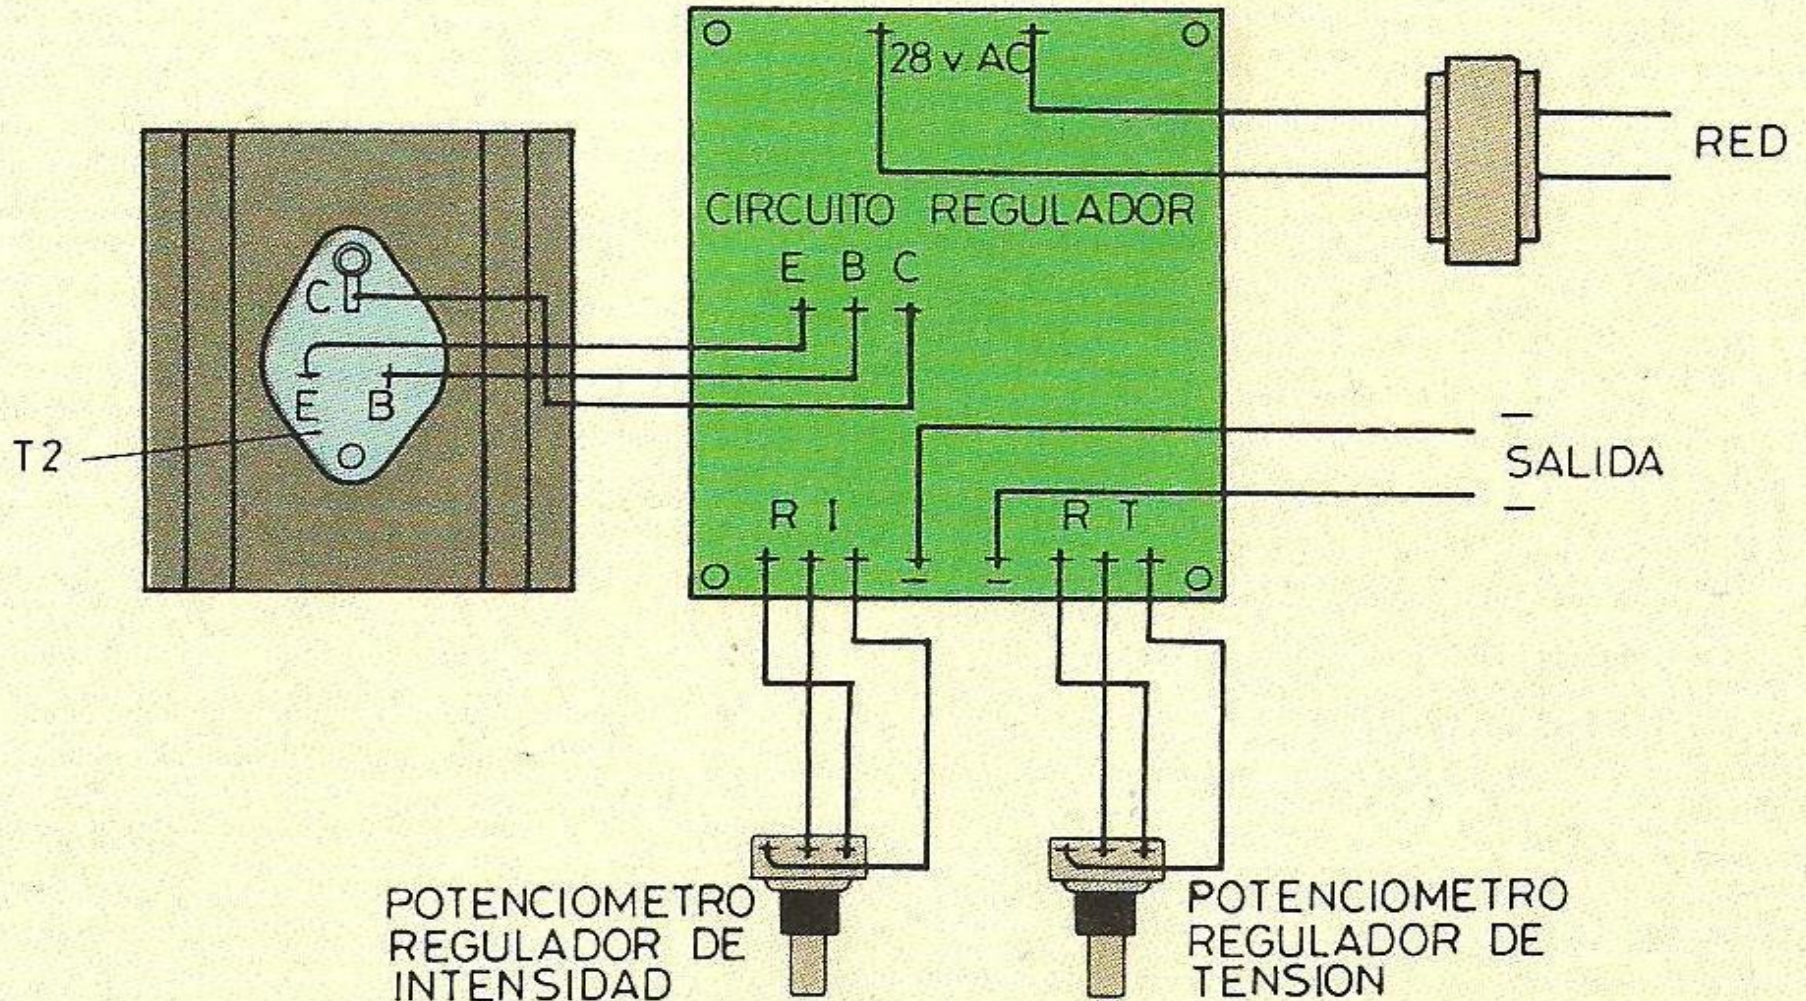 28 v AC
RED
CIRCUITO REGULADOR
E B C
C
E B
T2
–
SALIDA
–
R I
R T
– –
POTENCIOMETRO
REGULADOR DE
INTENSIDAD
POTENCIOMETRO
REGULADOR DE
TENSION